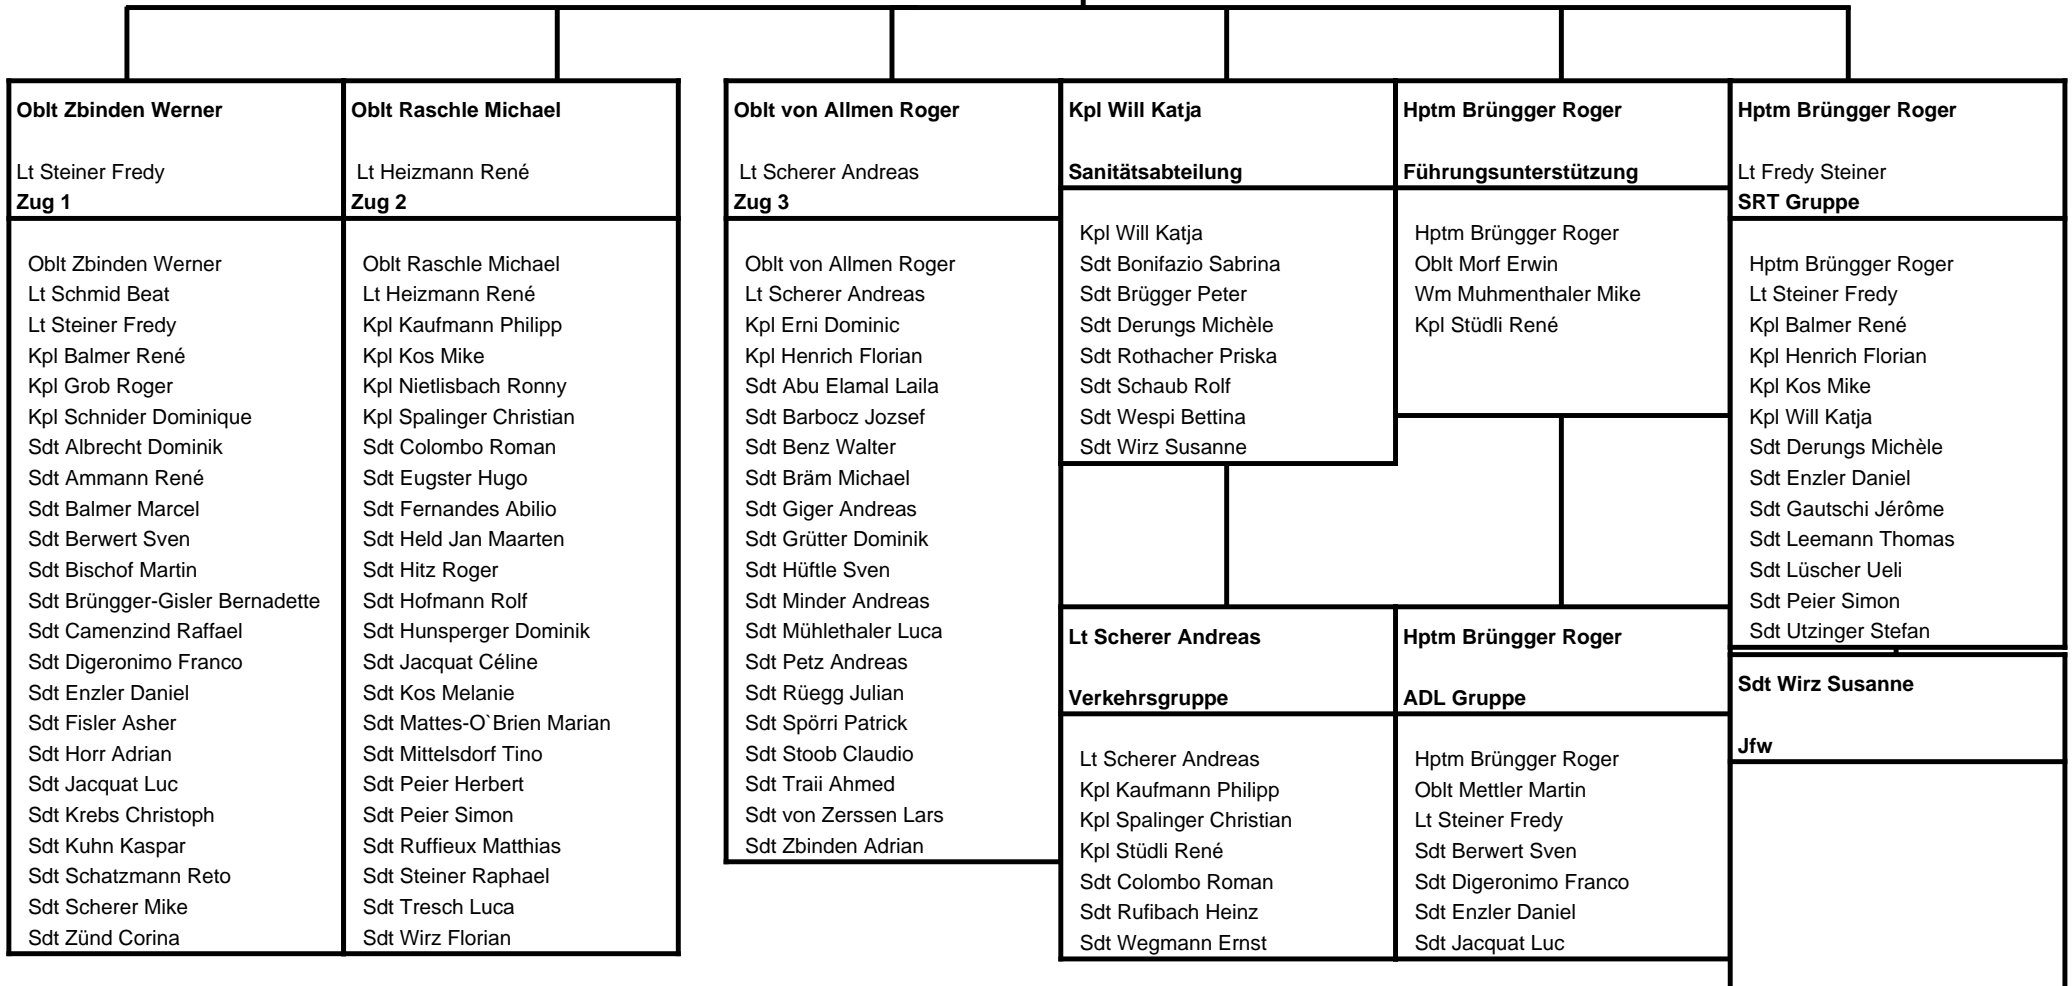 Oblt Zbinden Werner
Lt Steiner Fredy
Zug 1
Oblt Zbinden Werner
Lt Schmid Beat
Lt Steiner Fredy
Kpl Balmer René
Kpl Grob Roger
Kpl Schnider Dominique
Sdt Albrecht Dominik
Sdt Ammann René
Sdt Balmer Marcel
Sdt Berwert Sven
Sdt Bischof Martin
Sdt Brüngger-Gisler Bernadette
Sdt Camenzind Raffael
Sdt Digeronimo Franco
Sdt Enzler Daniel
Sdt Fisler Asher
Sdt Horr Adrian
Sdt Jacquat Luc
Sdt Krebs Christoph
Sdt Kuhn Kaspar
Sdt Schatzmann Reto
Sdt Scherer Mike
Sdt Zünd Corina
Oblt Raschle Michael
Lt Heizmann René
Zug 2
Oblt Raschle Michael
Lt Heizmann René
Kpl Kaufmann Philipp
Kpl Kos Mike
Kpl Nietlisbach Ronny
Kpl Spalinger Christian
Sdt Colombo Roman
Sdt Eugster Hugo
Sdt Fernandes Abilio
Sdt Held Jan Maarten
Sdt Hitz Roger
Sdt Hofmann Rolf
Sdt Hunsperger Dominik
Sdt Jacquat Céline
Sdt Kos Melanie
Sdt Mattes-O`Brien Marian
Sdt Mittelsdorf Tino
Sdt Peier Herbert
Sdt Peier Simon
Sdt Ruffieux Matthias
Sdt Steiner Raphael
Sdt Tresch Luca
Sdt Wirz Florian
Oblt von Allmen Roger
Lt Scherer Andreas
Zug 3
Oblt von Allmen Roger
Lt Scherer Andreas
Kpl Erni Dominic
Kpl Henrich Florian
Sdt Abu Elamal Laila
Sdt Barbocz Jozsef
Sdt Benz Walter
Sdt Bräm Michael
Sdt Giger Andreas
Sdt Grütter Dominik
Sdt Hüftle Sven
Sdt Minder Andreas
Sdt Mühlethaler Luca
Sdt Petz Andreas
Sdt Rüegg Julian
Sdt Spörri Patrick
Sdt Stoob Claudio
Sdt Traii Ahmed
Sdt von Zerssen Lars
Sdt Zbinden Adrian
Kpl Will Katja
Sanitätsabteilung
Kpl Will Katja
Sdt Bonifazio Sabrina
Sdt Brügger Peter
Sdt Derungs Michèle
Sdt Rothacher Priska
Sdt Schaub Rolf
Sdt Wespi Bettina
Sdt Wirz Susanne
Lt Scherer Andreas
Verkehrsgruppe
Lt Scherer Andreas
Kpl Kaufmann Philipp
Kpl Spalinger Christian
Kpl Stüdli René
Sdt Colombo Roman
Sdt Rufibach Heinz
Sdt Wegmann Ernst
Hptm Brüngger Roger
Führungsunterstützung
Hptm Brüngger Roger
Oblt Morf Erwin
Wm Muhmenthaler Mike
Kpl Stüdli René
Hptm Brüngger Roger
ADL Gruppe
Hptm Brüngger Roger
Oblt Mettler Martin
Lt Steiner Fredy
Sdt Berwert Sven
Sdt Digeronimo Franco
Sdt Enzler Daniel
Sdt Jacquat Luc
Hptm Brüngger Roger
Lt Fredy Steiner
SRT Gruppe
Hptm Brüngger Roger
Lt Steiner Fredy
Kpl Balmer René
Kpl Henrich Florian
Kpl Kos Mike
Kpl Will Katja
Sdt Derungs Michèle
Sdt Enzler Daniel
Sdt Gautschi Jérôme
Sdt Leemann Thomas
Sdt Lüscher Ueli
Sdt Peier Simon
Sdt Utzinger Stefan
Sdt Wirz Susanne
Jfw